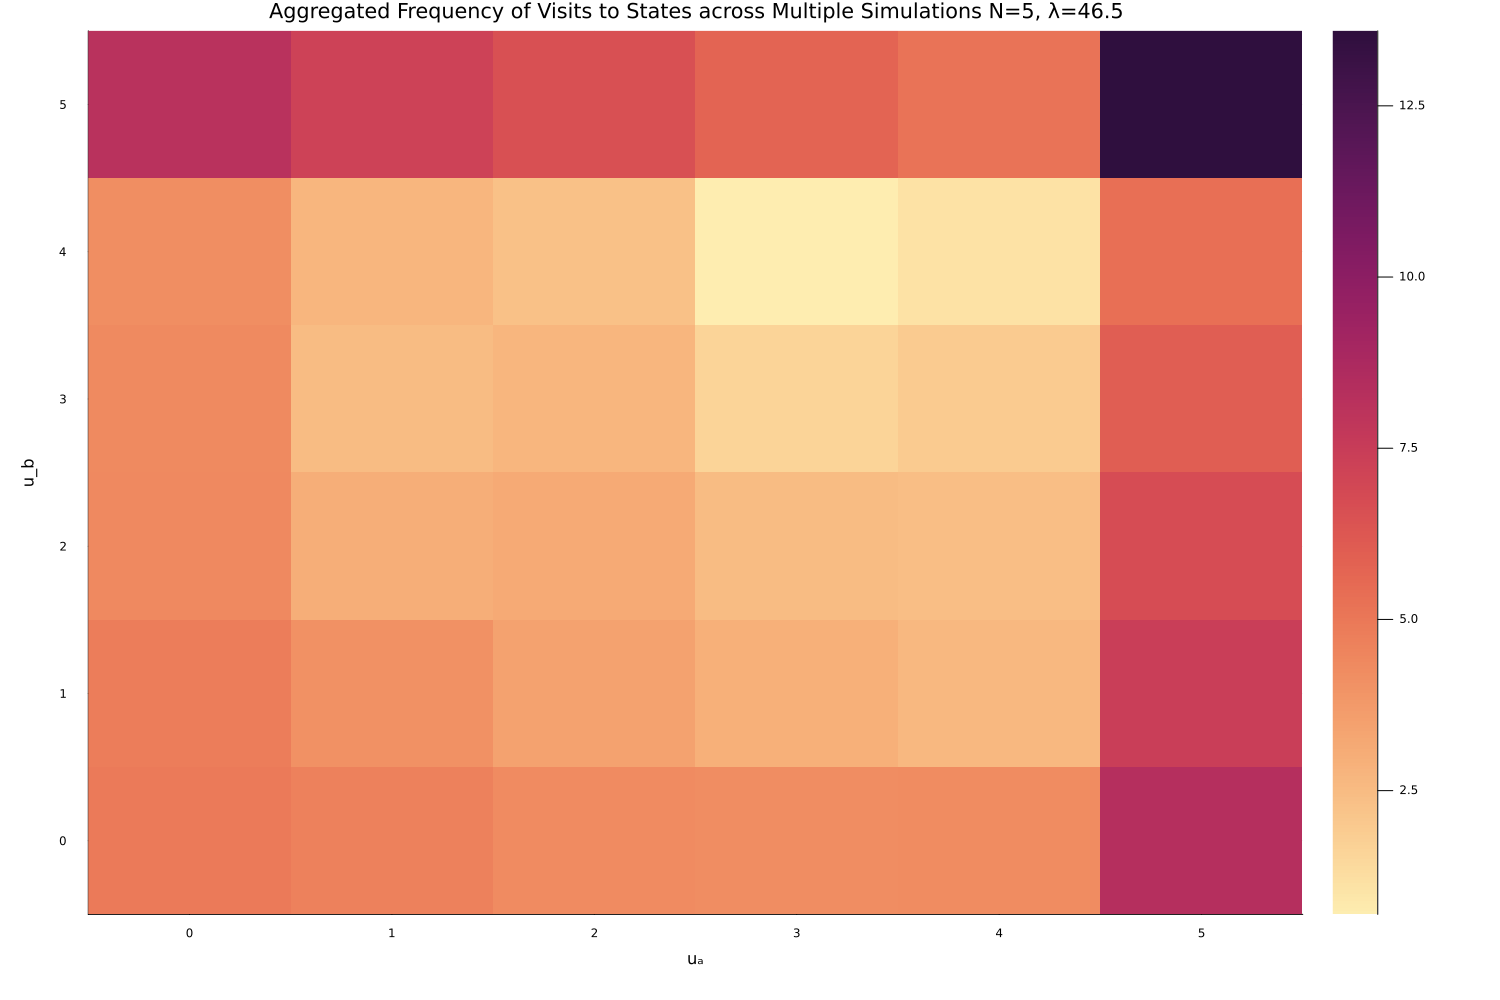 Aggregated Frequency of Visits to States across Multiple Simulations N=5, λ=46.5
5
4
3
2
1
0
u_b
0 1 2 3 4 5
uₐ
12.5
10.0
7.5
5.0
2.5